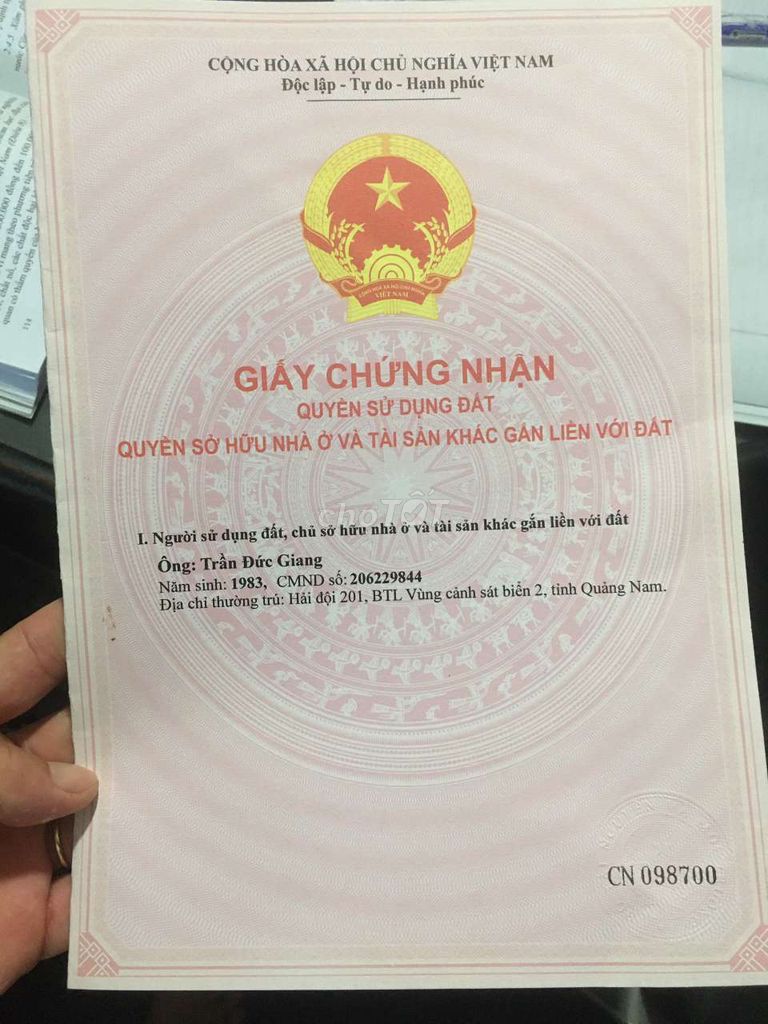 CỘNG HÒA XÃ HỘI CHỦ NGHĨA VIỆT NAM
Độc lập - Tự do - Hạnh phúc
CỘNG HÒA XÃ HỘI CHỦ NGHĨA
VIỆT NAM
GIẤY CHỨNG NHẬN
QUYỀN SỬ DỤNG ĐẤT
QUYỀN SỞ HỮU NHÀ Ở VÀ TÀI SẢN KHÁC GẮN LIỀN VỚI ĐẤT
choTỐT
I. Người sử dụng đất, chủ sở hữu nhà ở và tài sản khác gắn liền với đất
Ông: Trần Đức Giang
Năm sinh: 1983, CMND số: 206229844
Địa chỉ thường trú: Hải đội 201, BTL Vùng cảnh sát biển 2, tỉnh Quảng Nam.
CN 098700
114